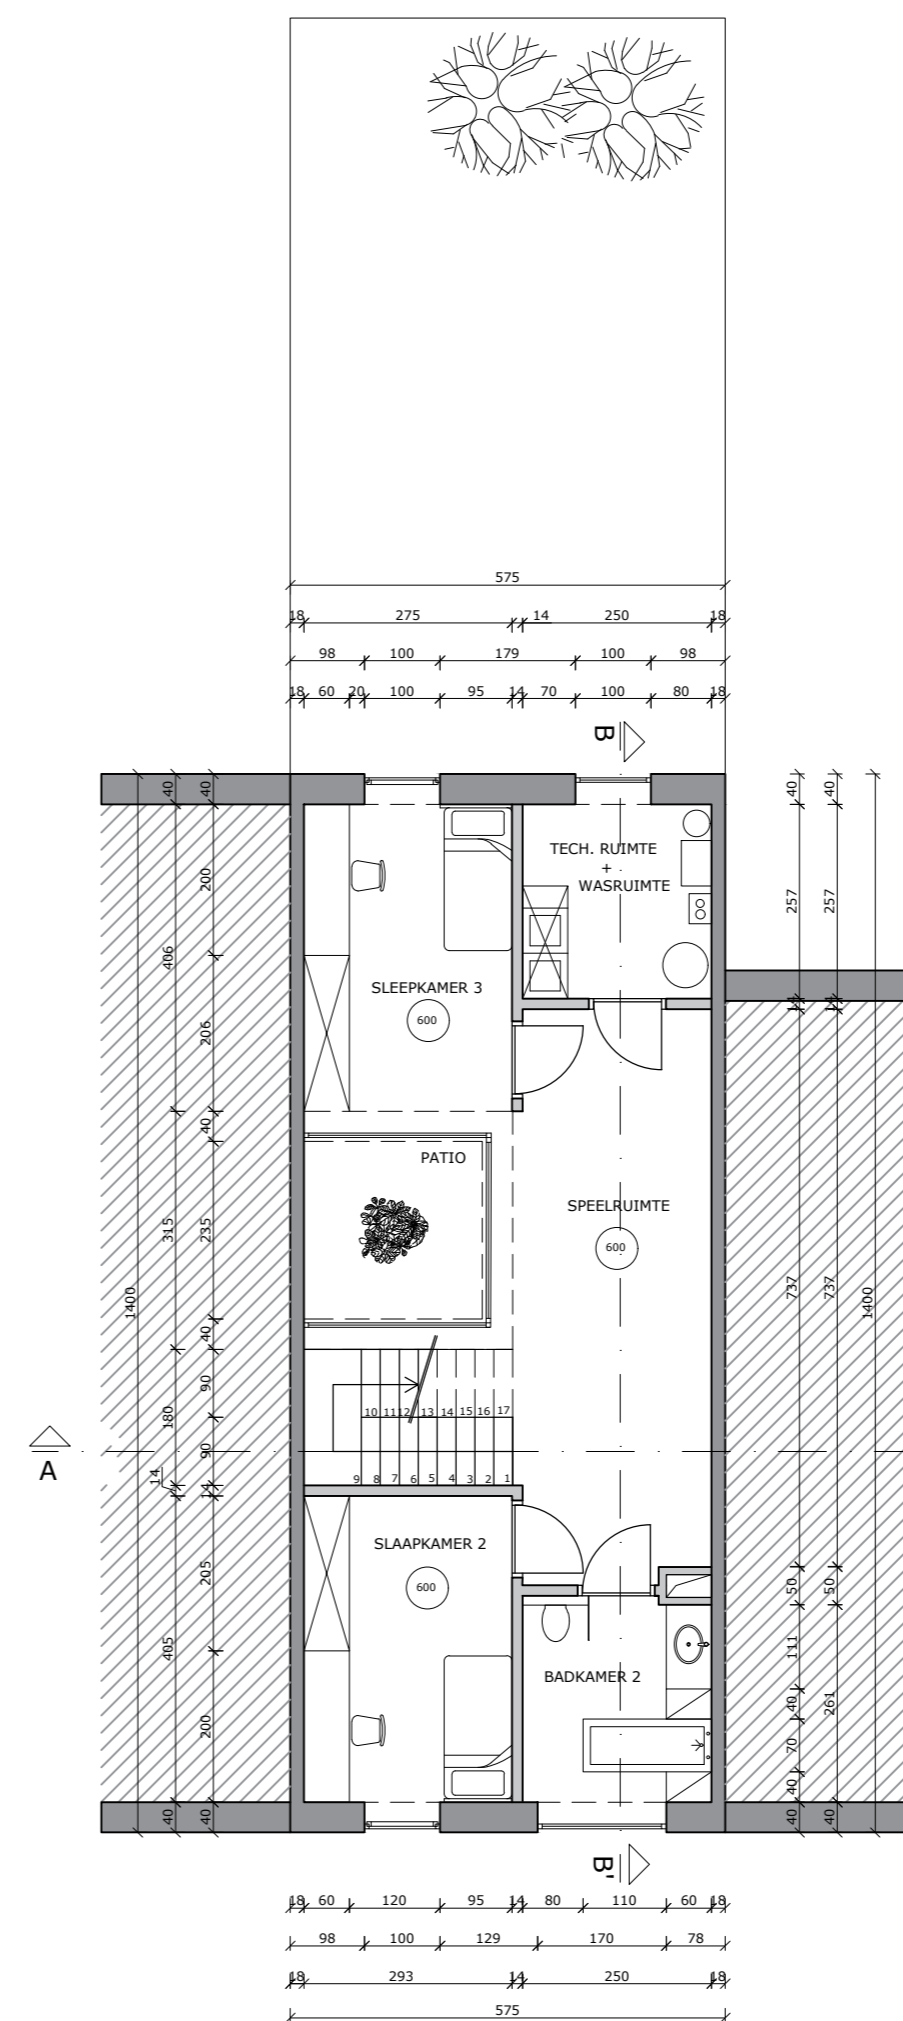 575
18 275 14 250 18
98 100 179 100 98
18 60 20 100 95 14 70 100 80 18
B
40 40 40 40
TECH. RUIMTE
+
WASRUIMTE
200
257 257
406
SLEEPKAMER 3
600
206
14 14
40
PATIO
SPEELRUIMTE
600
315 235
1400
737 737
1400
40
90
180
10 11 12 13 14 15 16 17
90
A
14
9 8 7 6 5 4 3 2 1
14
SLAAPKAMER 2
600
205
50 50
405
111
BADKAMER 2
200
40
261
70
40
40 40 40 40
B'
18 60 120 95 14 80 110 60 18
98 100 129 170 78
18 293 14 250 18
575